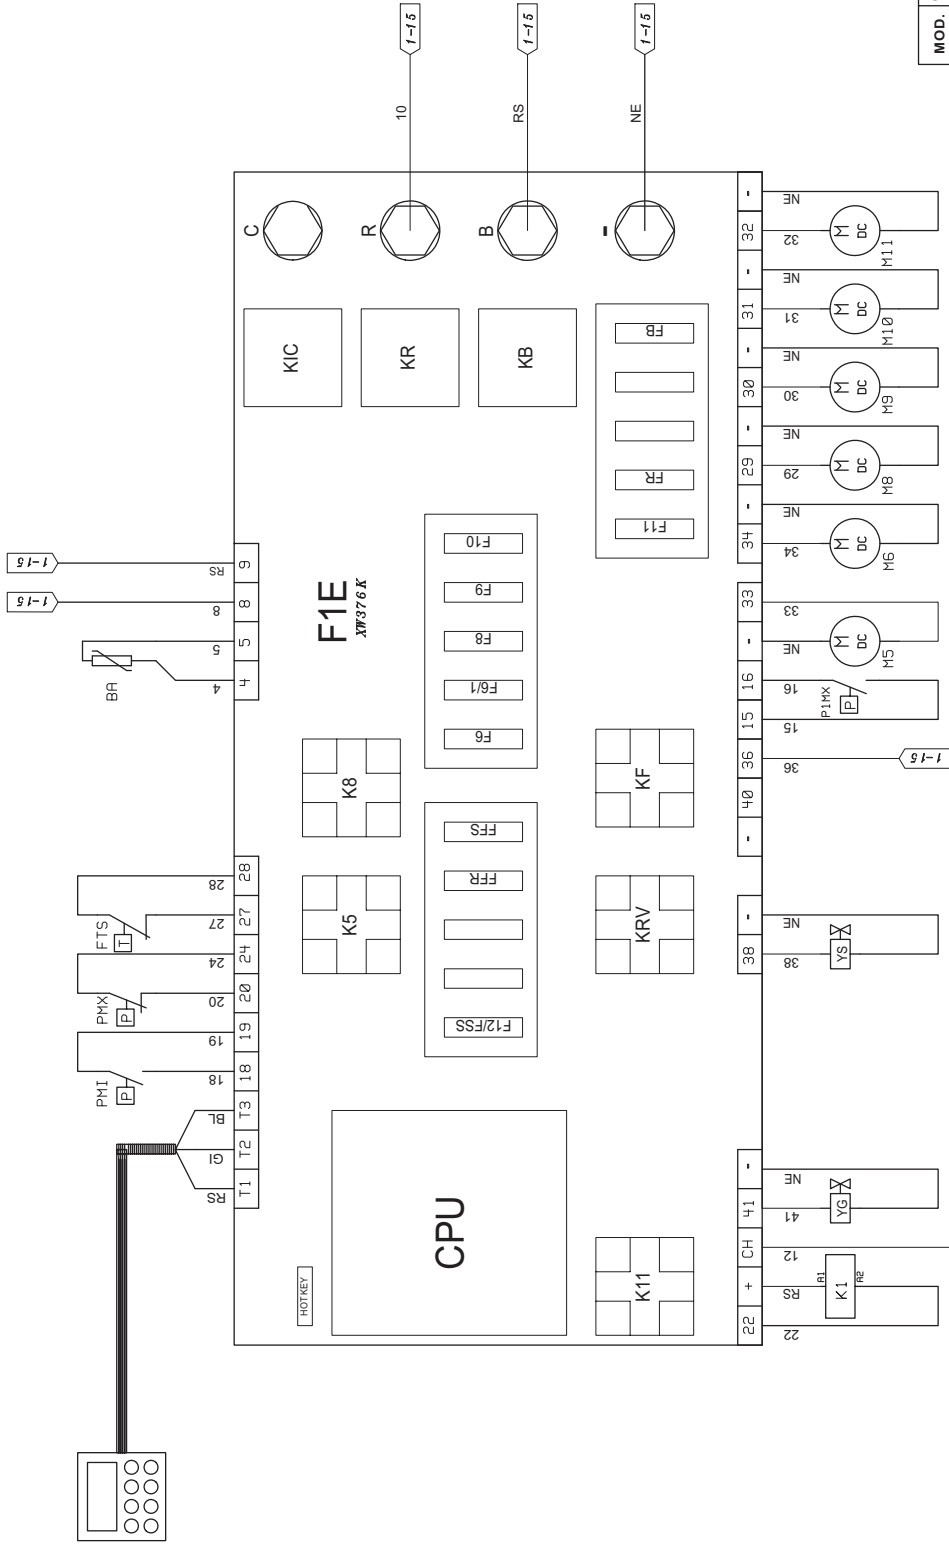 MOD.
1-15
1-15
1-15
10
RS
NE
C
R
B
-
KIC
KR
KB
1-15
1-15
RS
8
5
4
BA
9
8
5
4
F1E
XW376K
F10
F9
F8
F6/1
F6
FB
FR
F11
K8
K5
KF
KRV
FFS
FFR
F12/FSS
FTS
T
PMX
P
PMI
P
28
27
24
20
19
18
BL
GI
RS
28
27
24
20
19
18
T3
T2
T1
HOTKEY
CPU
K11
-
32
-
31
-
30
-
29
-
34
33
-
16
15
36
40
-
-
38
-
41
CH
+
22
NE
32
M
DC
M11
NE
31
M
DC
M10
NE
30
M
DC
M9
NE
29
M
DC
M8
NE
34
M
DC
M6
33
NE
M
DC
M5
16
P1MX
P
15
36
1-15
NE
38
YS
NE
41
YG
12
RS
A1
K1
A2
22